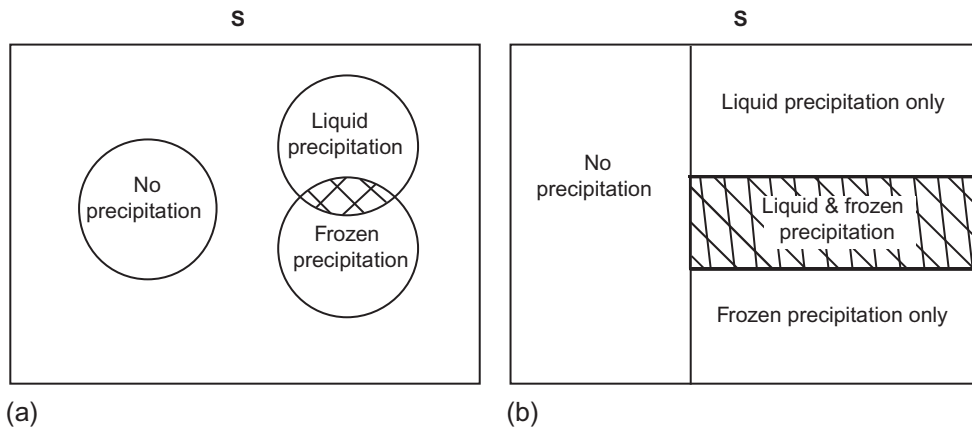 S
Liquid
precipitation
No
precipitation
Frozen
precipitation
(a)
S
Liquid precipitation only
No
precipitation
Liquid & frozen
precipitation
Frozen precipitation only
(b)